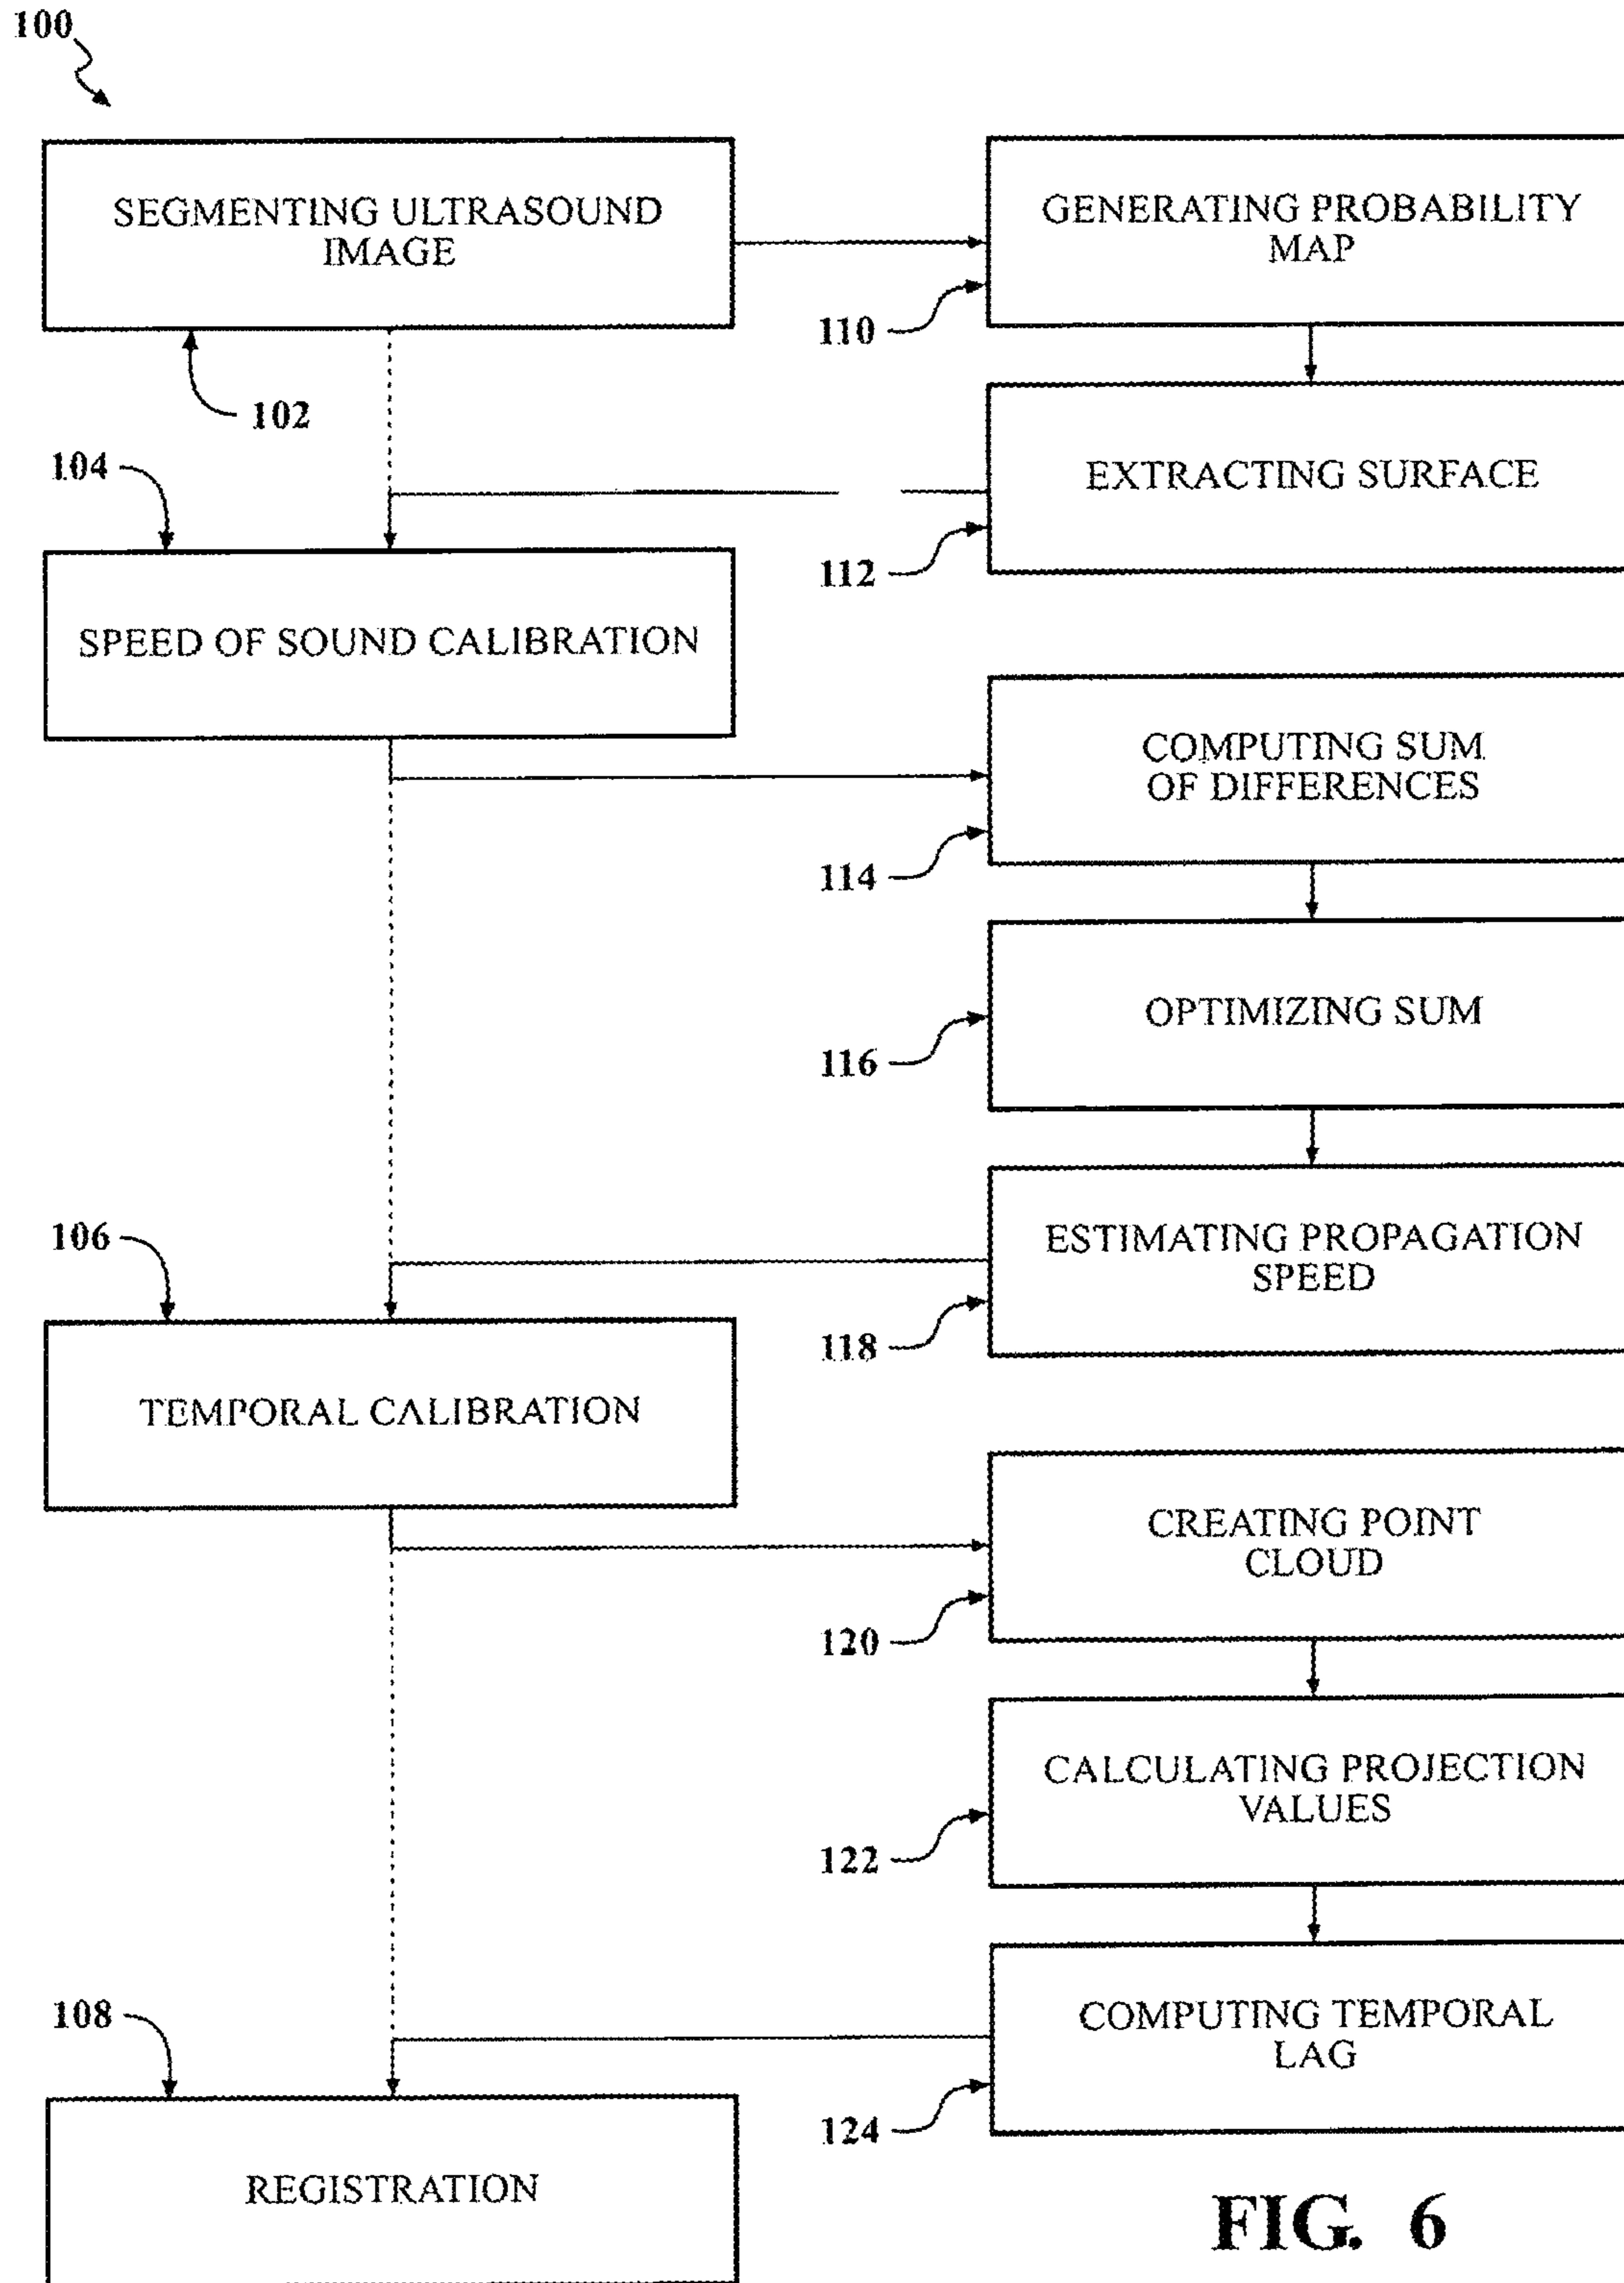 100
SEGMENTING ULTRASOUND
IMAGE
GENERATING PROBABILITY
MAP
110
102
104
EXTRACTING SURFACE
112
SPEED OF SOUND CALIBRATION
COMPUTING SUM
OF DIFFERENCES
114
OPTIMIZING SUM
116
106
ESTIMATING PROPAGATION
SPEED
118
TEMPORAL CALIBRATION
CREATING POINT
CLOUD
120
CALCULATING PROJECTION
VALUES
122
108
COMPUTING TEMPORAL
LAG
124
REGISTRATION
FIG. 6